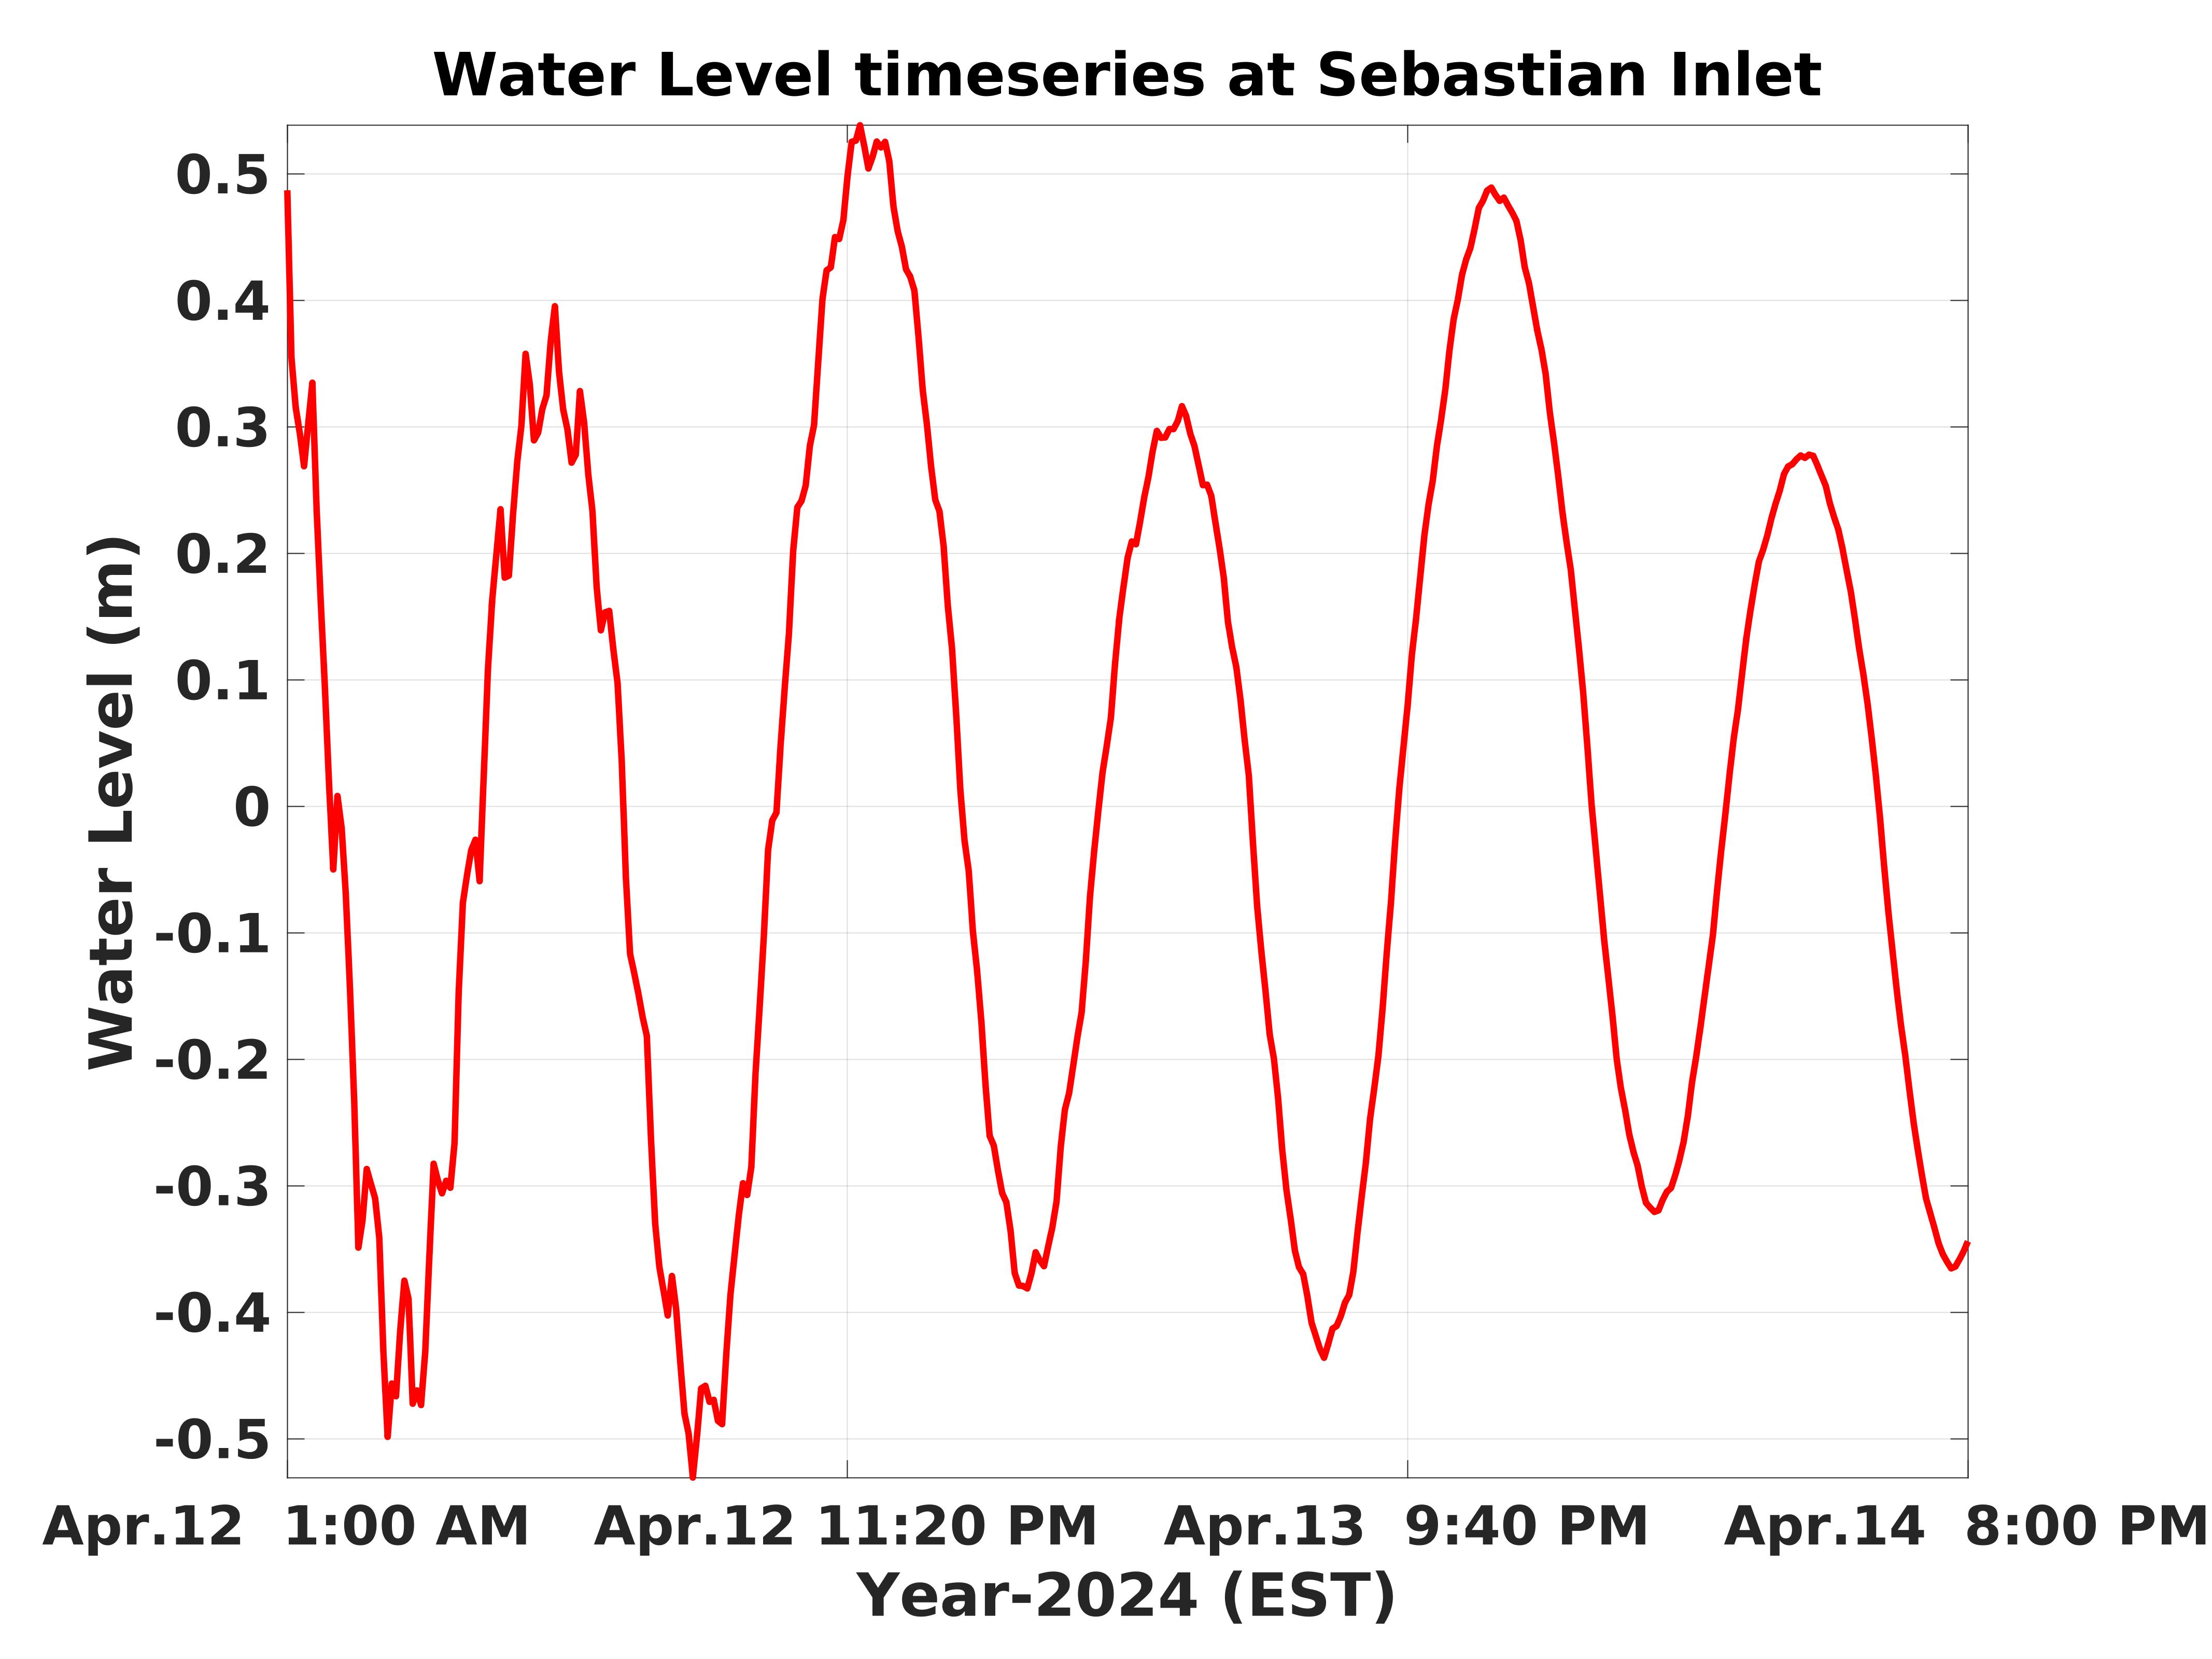 Water Level timeseries at Sebastian Inlet
Water Level (m)
0.5
0.4
0.3
0.2
0.1
0
-0.1
-0.2
-0.3
-0.4
-0.5
Apr.12 1:00 AM Apr.12 11:20 PM Apr.13 9:40 PM Apr.14 8:00 PM
Year-2024 (EST)